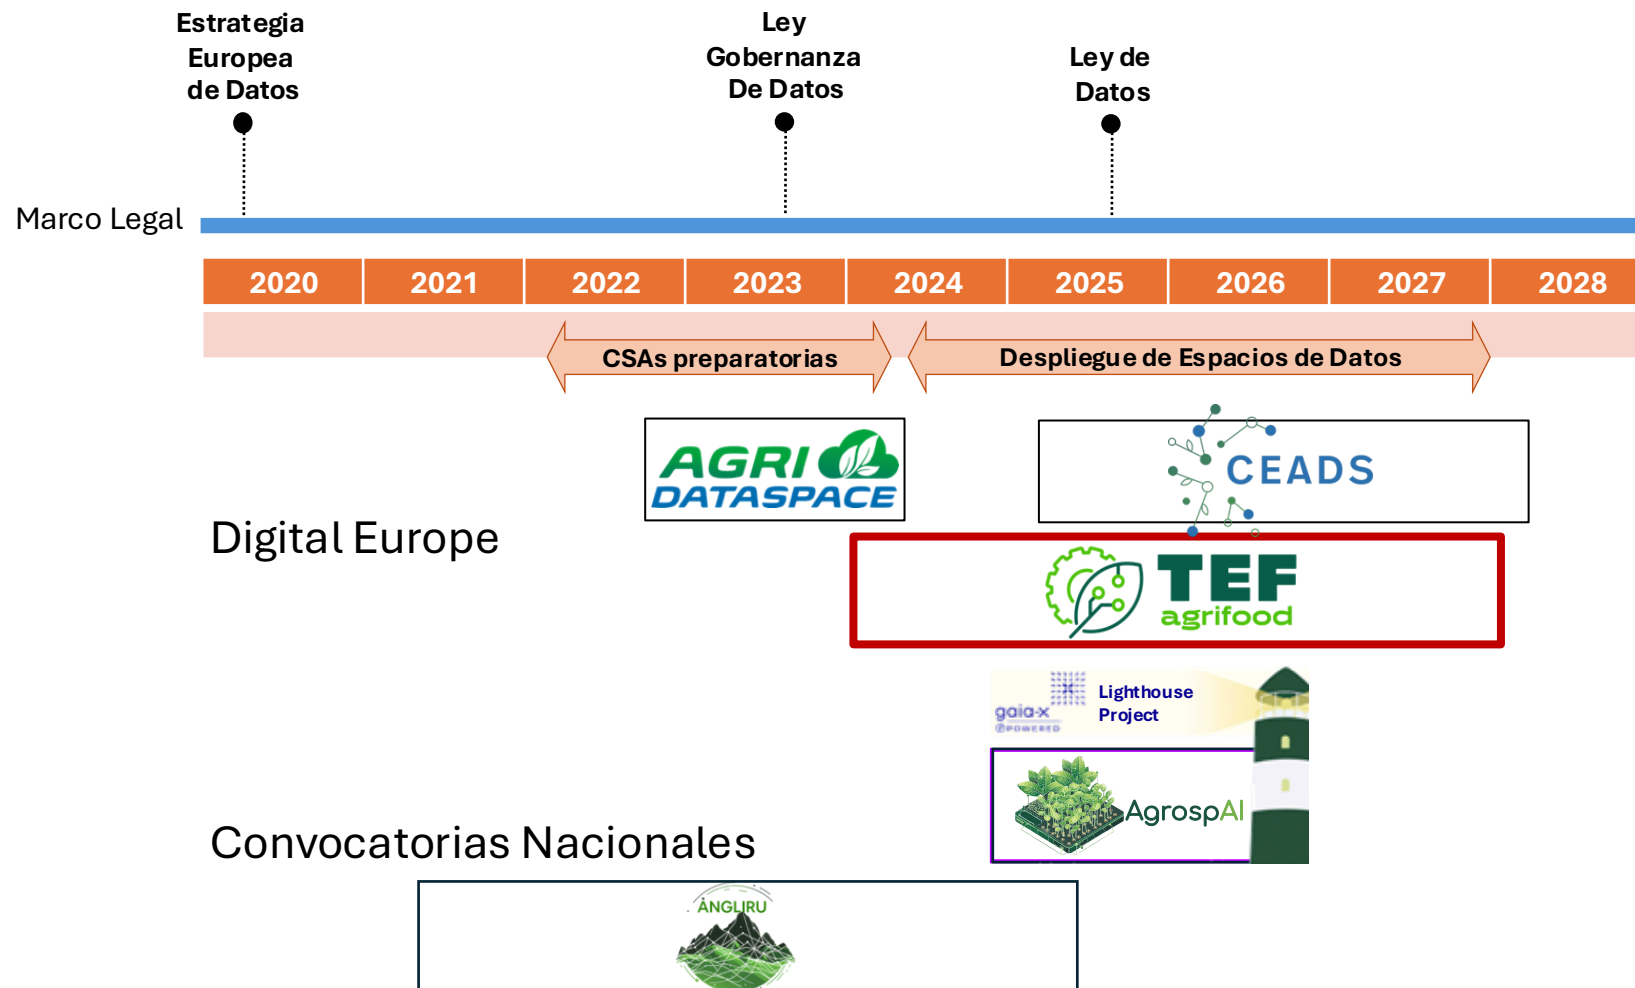 Estrategia
Europea
de Datos
Ley
Gobernanza
De Datos
Ley de
Datos
Marco Legal
2020 2021 2022 2023 2024 2025 2026 2027 2028
CSAs preparatorias
Despliegue de Espacios de Datos
AGRI
DATASPACE
CEADS
Digital Europe
TEF
agrifood
gaia-x
POWERED
Lighthouse
Project
AgrospAI
Convocatorias Nacionales
ANGLIRU